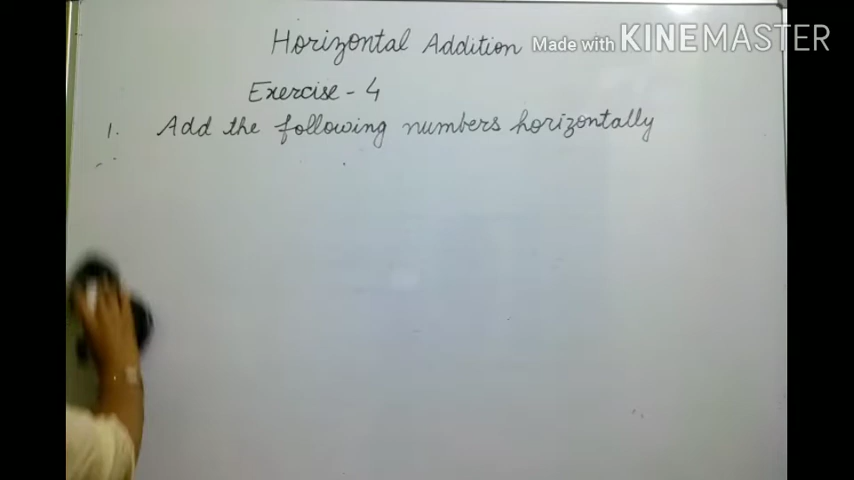 Horizontal Addition
Made with KINEMASTER
Exercise - 4
1. Add the following numbers horizontally